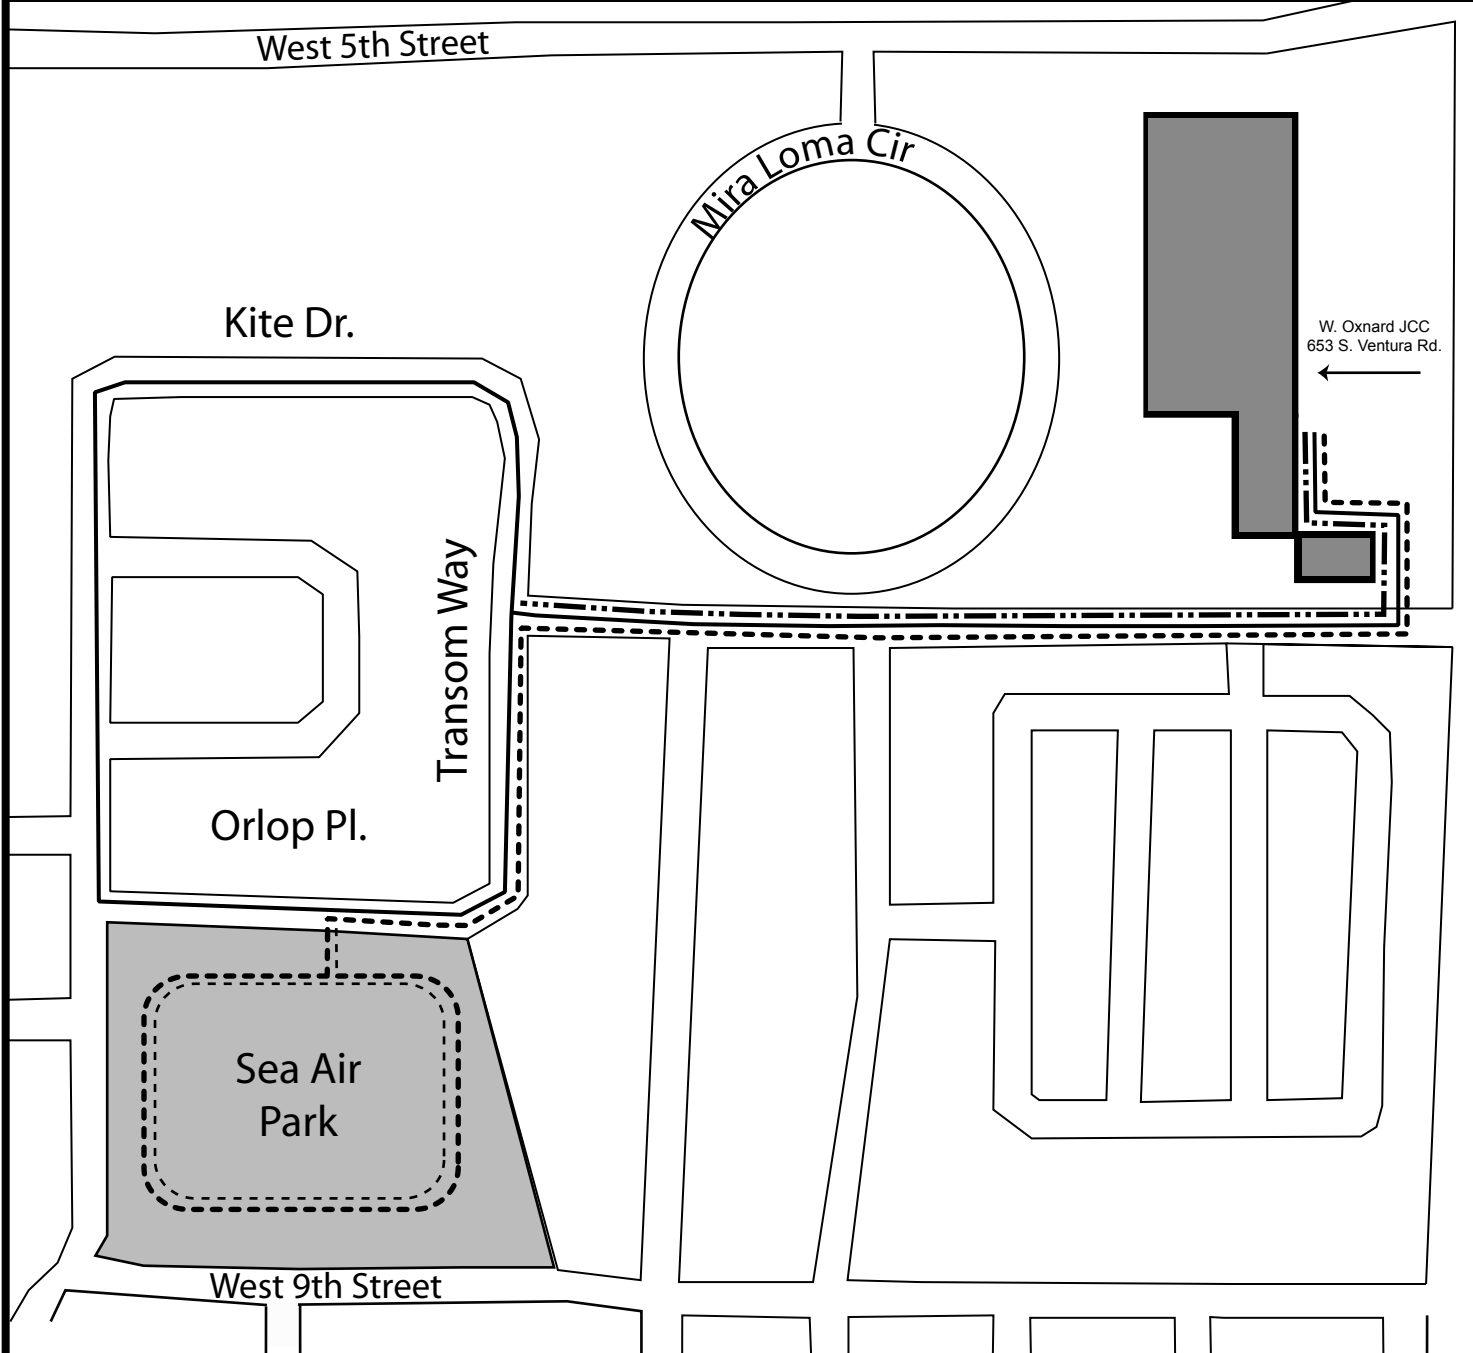 West 5th Street
Mira Loma Cir
W. Oxnard JCC
653 S. Ventura Rd.
Kite Dr.
Transom Way
Orlop Pl.
Sea Air
Park
West 9th Street